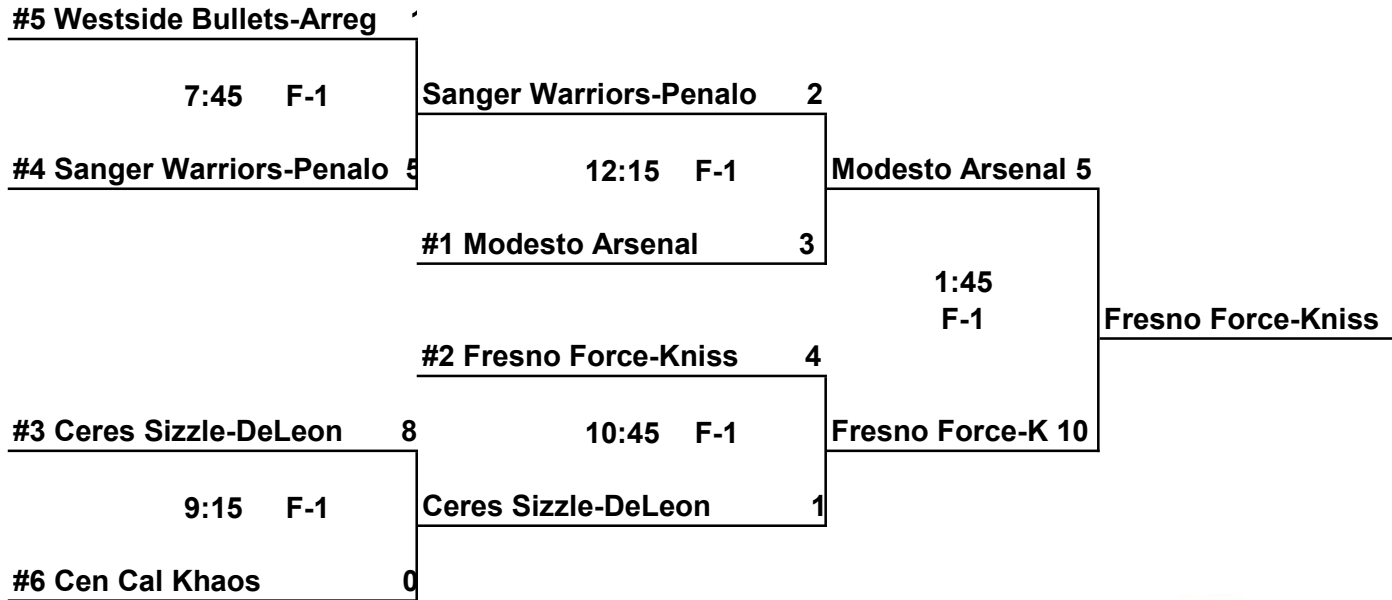 #5 Westside Bullets-Arreg
7:45 F-1
Sanger Warriors-Penalo 2
#4 Sanger Warriors-Penalo 5
12:15 F-1
Modesto Arsenal 5
#1 Modesto Arsenal 3
1:45
F-1
Fresno Force-Kniss
#2 Fresno Force-Kniss 4
#3 Ceres Sizzle-DeLeon 8
10:45 F-1
Fresno Force-K 10
9:15 F-1
Ceres Sizzle-DeLeon 1
#6 Cen Cal Khaos 0